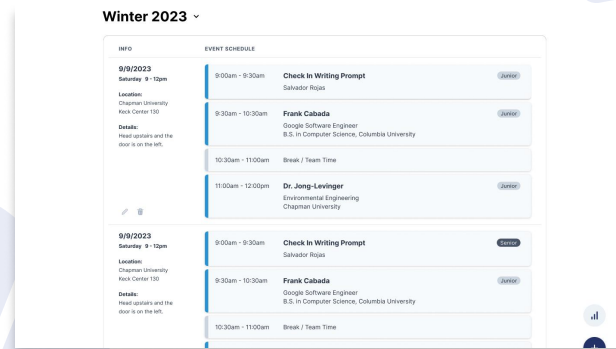 Winter 2023
INFO
EVENT SCHEDULE
9/9/2023
Saturday 9 - 12pm
Location:
Chapman University
Keck Center 130
Details:
Head upstairs and the
door is on the left.
9:00am - 9:30am
Check In Writing Prompt
Junior
Salvador Rojas
9:30am - 10:30am
Frank Cabada
Junior
Google Software Engineer
B.S. in Computer Science, Columbia University
10:30am - 11:00am
Break / Team Time
11:00am - 12:00pm
Dr. Jong-Levinger
Junior
Environmental Engineering
Chapman University
9/9/2023
Saturday 9 - 12pm
Location:
Chapman University
Keck Center 130
Details:
Head upstairs and the
door is on the left.
9:00am - 9:30am
Check In Writing Prompt
Senior
Salvador Rojas
9:30am - 10:30am
Frank Cabada
Junior
Google Software Engineer
B.S. in Computer Science, Columbia University
10:30am - 11:00am
Break / Team Time